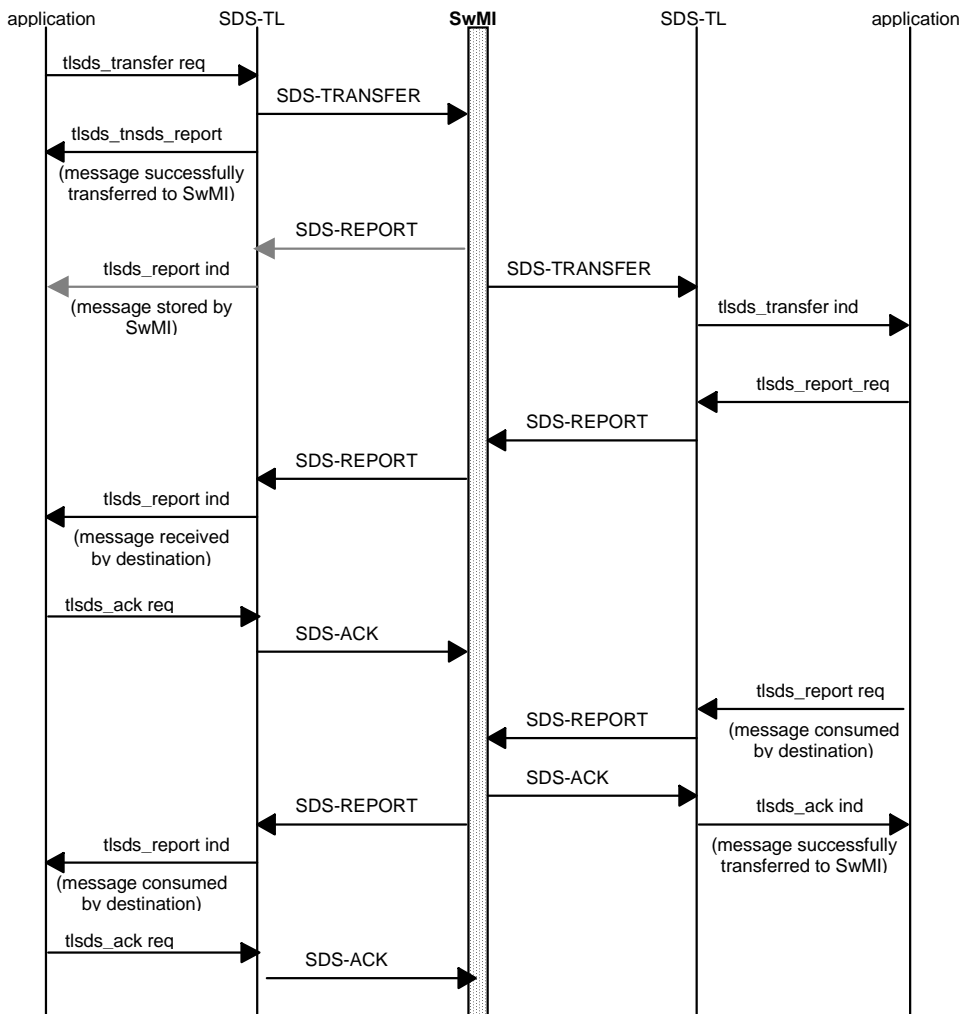 application
SDS-TL
SwMI
SDS-TL
application
tlsds_transfer req
SDS-TRANSFER
tlsds_tnsds_report
(message successfully
transferred to SwMI)
SDS-REPORT
tlsds_report ind
(message stored by
SwMI)
SDS-TRANSFER
tlsds_transfer ind
tlsds_report_req
SDS-REPORT
SDS-REPORT
tlsds_report ind
(message received
by destination)
tlsds_ack req
SDS-ACK
tlsds_report req
(message consumed
by destination)
SDS-REPORT
SDS-ACK
tlsds_ack ind
(message successfully
transferred to SwMI)
SDS-REPORT
tlsds_report ind
(message consumed
by destination)
tlsds_ack req
SDS-ACK